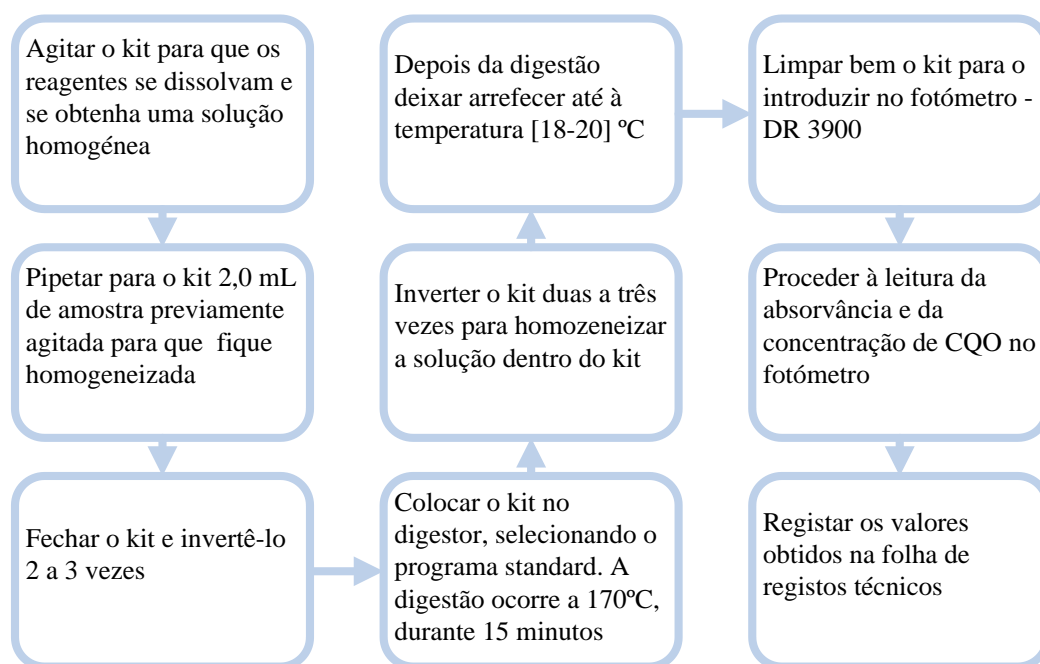 Agitar o kit para que os
reagentes se dissolvam e
se obtenha uma solução
homogénea
Pipetar para o kit 2,0 mL
de amostra previamente
agitada para que fique
homogeneizada
Fechar o kit e invertê-lo
2 a 3 vezes
Colocar o kit no
digestor, selecionando o
programa standard. A
digestão ocorre a 170ºC,
durante 15 minutos
Inverter o kit duas a três
vezes para homozeneizar
a solução dentro do kit
Depois da digestão
deixar arrefecer até à
temperatura [18-20] ºC
Limpar bem o kit para o
introduzir no fotómetro -
DR 3900
Proceder à leitura da
absorvância e da
concentração de CQO no
fotómetro
Registar os valores
obtidos na folha de
registos técnicos